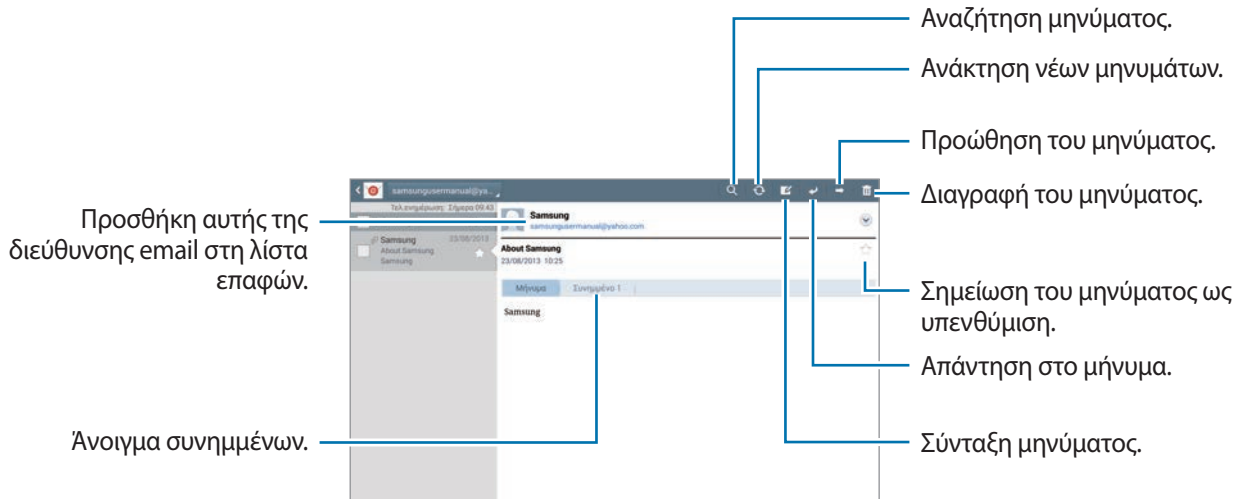 Αναζήτηση μηνύματος.
Ανάκτηση νέων μηνυμάτων.
Προώθηση του μηνύματος.
Διαγραφή του μηνύματος.
Προσθήκη αυτής της
διεύθυνσης email στη λίστα
επαφών.
samsungusermanual@ya..
Τελ.ενημέρωση: Σήμερα 09:43
Samsung 23/08/2013
About Samsung
Samsung
Samsung
samsungusermanual@yahoo.com
About Samsung
23/08/2013 10:25
Μήνυμα Συνημμένο 1
Samsung
Σημείωση του μηνύματος ως
υπενθύμιση.
Απάντηση στο μήνυμα.
Άνοιγμα συνημμένων.
Σύνταξη μηνύματος.